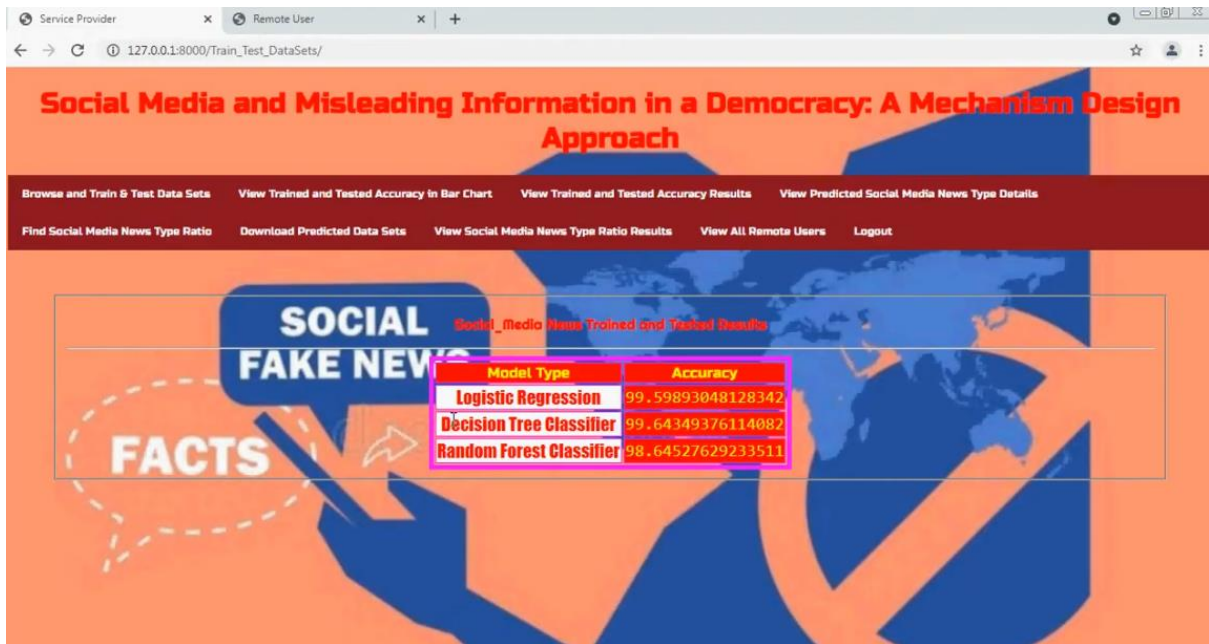 Service Provider
Remote User
127.0.0.1:8000/Train_Test_DataSets/
Social Media and Misleading Information in a Democracy: A Mechanism Design
Approach
Browse and Train & Test Data Sets View Trained and Tested Accuracy in Bar Chart View Trained and Tested Accuracy Results View Predicted Social Media News Type Details
Find Social Media News Type Ratio Download Predicted Data Sets View Social Media News Type Ratio Results View All Remote Users Logout
SOCIAL
FAKE NEW
FACTS
Social_Media News Trained and Tested Results
Model Type Accuracy
Logistic Regression 99.59893048128342
Decision Tree Classifier 99.64349376114082
Random Forest Classifier 98.64527629233511